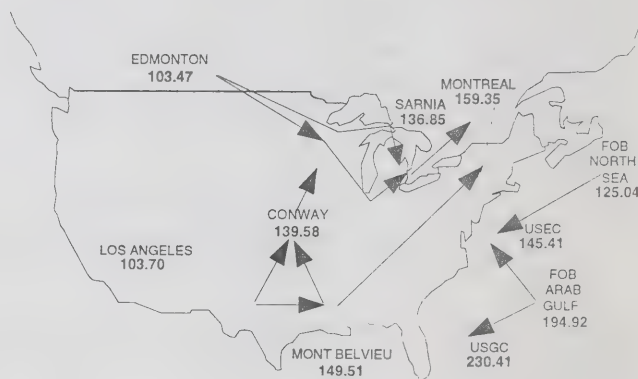 EDMONTON
103.47
MONTREAL
159.35
SARNIA
136.85
FOB
NORTH
SEA
125.04
CONWAY
139.58
USEC
145.41
LOS ANGELES
103.70
FOB
ARAB
GULF
194.92
USGC
230.41
MONT BELVIEU
149.51